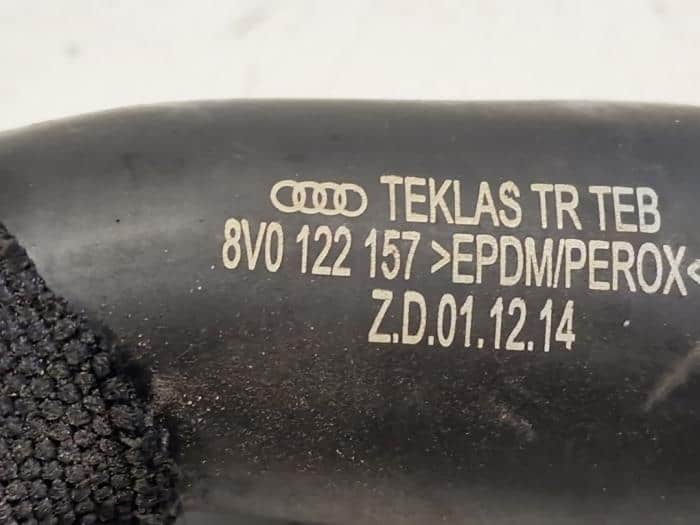 TEKLAS TR TEB
8V0 122 157 >EPDM/PEROX<
Z.D.01.12.14